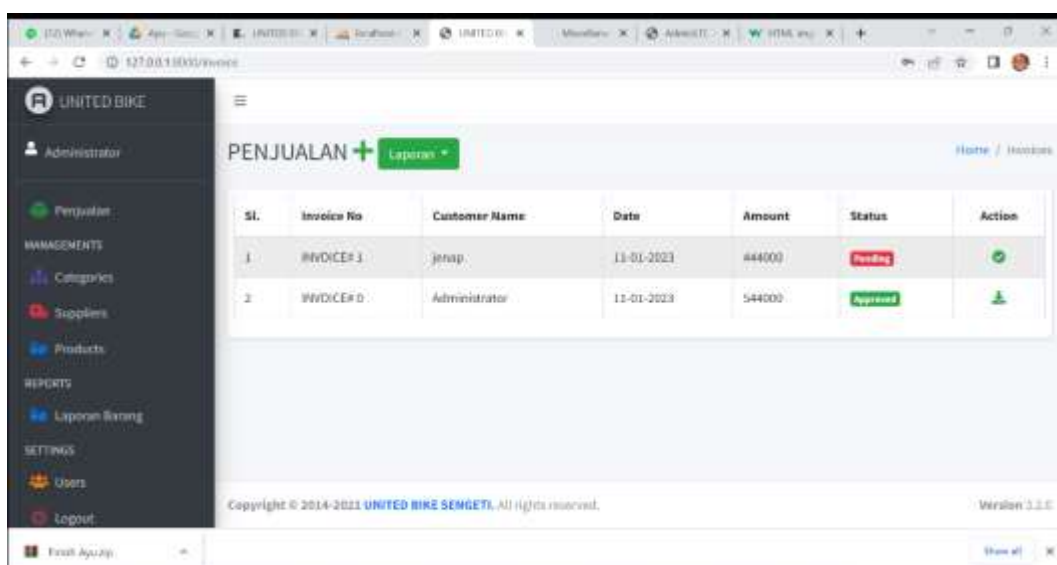 UNITED BIKE
Administrator
Penjualan
MANAGEMENTS
Categories
Suppliers
Products
REPORTS
Laporan Barang
SETTINGS
Users
Logout
PENJUALAN + Laporan
Home / Invoices
Sl. Invoice No Customer Name Date Amount Status Action
1 INVOICE# 1 jenap 11-01-2023 444000 Pending
2 INVOICE# 0 Administrator 11-01-2023 544000 Approved
Copyright © 2014-2021 UNITED BIKE SENGETI. All rights reserved.
Version
Show all